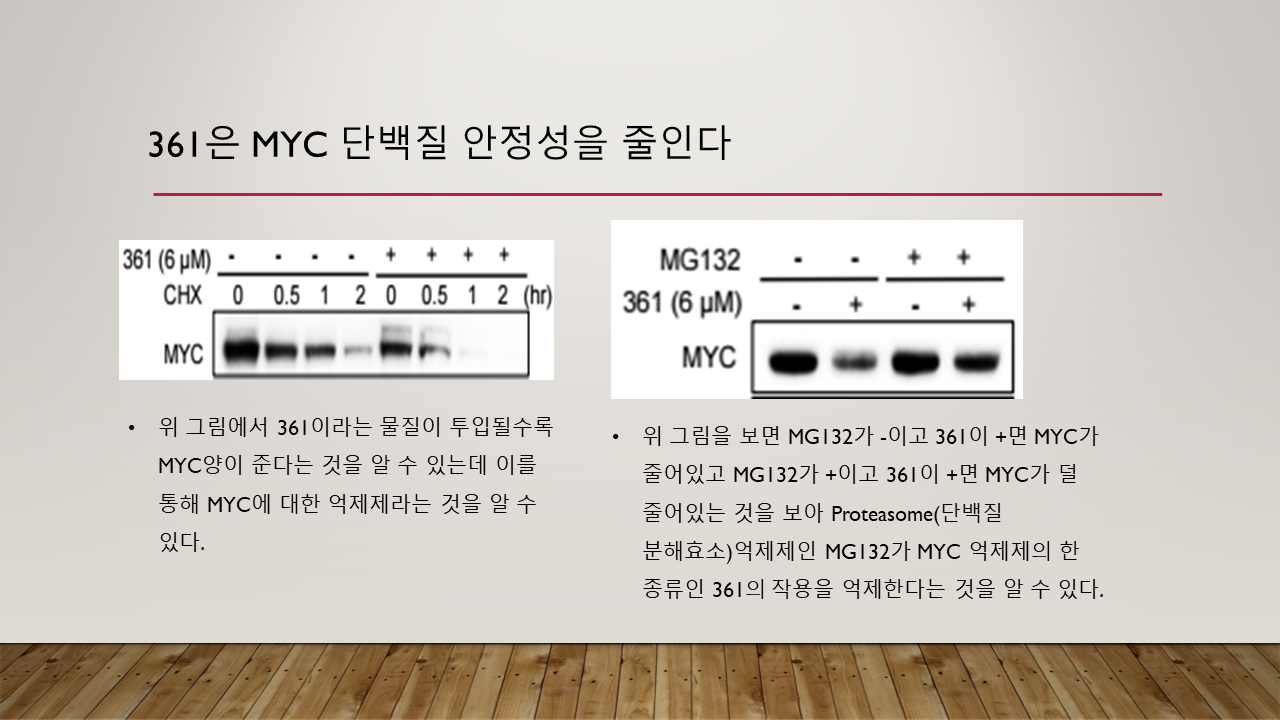 361은 MYC 단백질 안정성을 줄인다
361 (6 µM) - - - - + + + +
CHX 0 0.5 1 2 0 0.5 1 2 (hr)
MYC
• 위 그림에서 361이라는 물질이 투입될수록
MYC양이 준다는 것을 알 수 있는데 이를
통해 MYC에 대한 억제제라는 것을 알 수
있다.
MG132 - - + +
361 (6 µM) - + - +
MYC
• 위 그림을 보면 MG132가 -이고 361이 +면 MYC가
줄어있고 MG132가 +이고 361이 +면 MYC가 덜
줄어있는 것을 보아 Proteasome(단백질
분해효소)억제제인 MG132가 MYC 억제제의 한
종류인 361의 작용을 억제한다는 것을 알 수 있다.